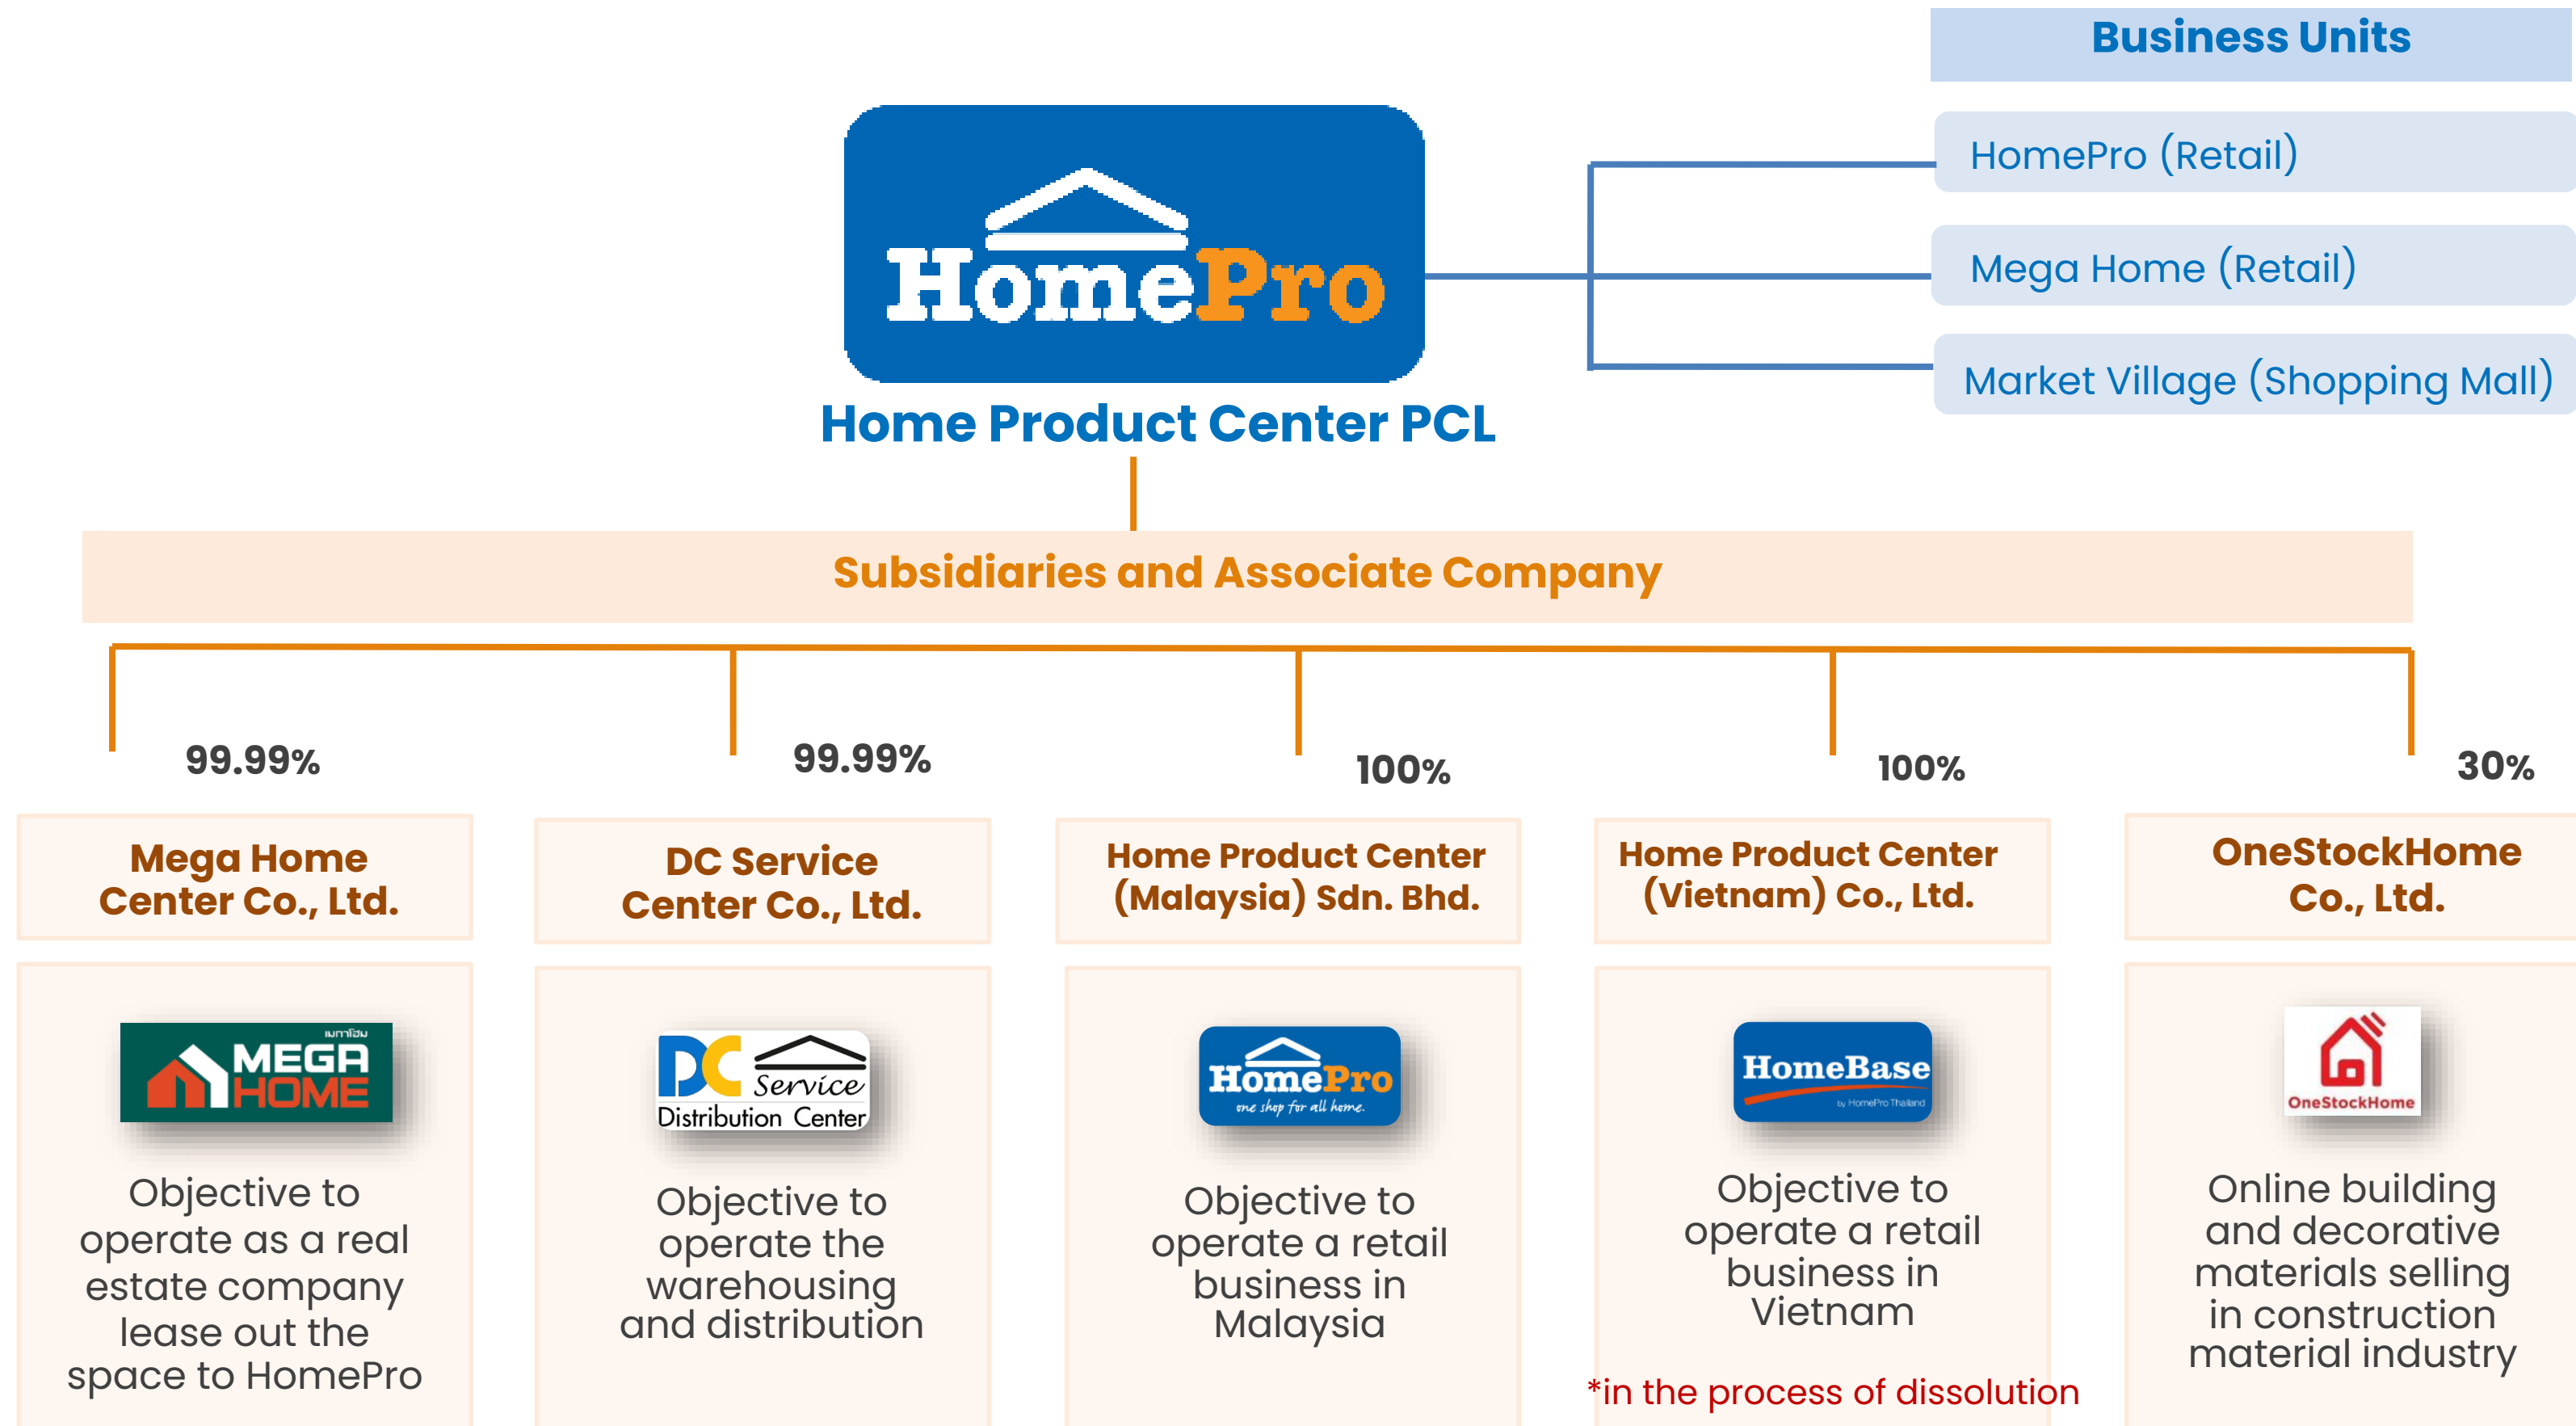 Business Units
HomePro (Retail)
Mega Home (Retail)
Market Village (Shopping Mall)
HomePro
Home Product Center PCL
Subsidiaries and Associate Company
99.99%
99.99%
100%
100%
30%
Mega Home
Center Co., Ltd.
DC Service
Center Co., Ltd.
Home Product Center
(Malaysia) Sdn. Bhd.
Home Product Center
(Vietnam) Co., Ltd.
OneStockHome
Co., Ltd.
เมกาโฮม
MEGA
HOME
Objective to
operate as a real
estate company
lease out the
space to HomePro
DC
Service
Distribution Center
Objective to
operate the
warehousing
and distribution
HomePro
one shop for all home.
Objective to
operate a retail
business in
Malaysia
HomeBase
by HomePro Thailand
Objective to
operate a retail
business in
Vietnam
*in the process of dissolution
OneStockHome
Online building
and decorative
materials selling
in construction
material industry